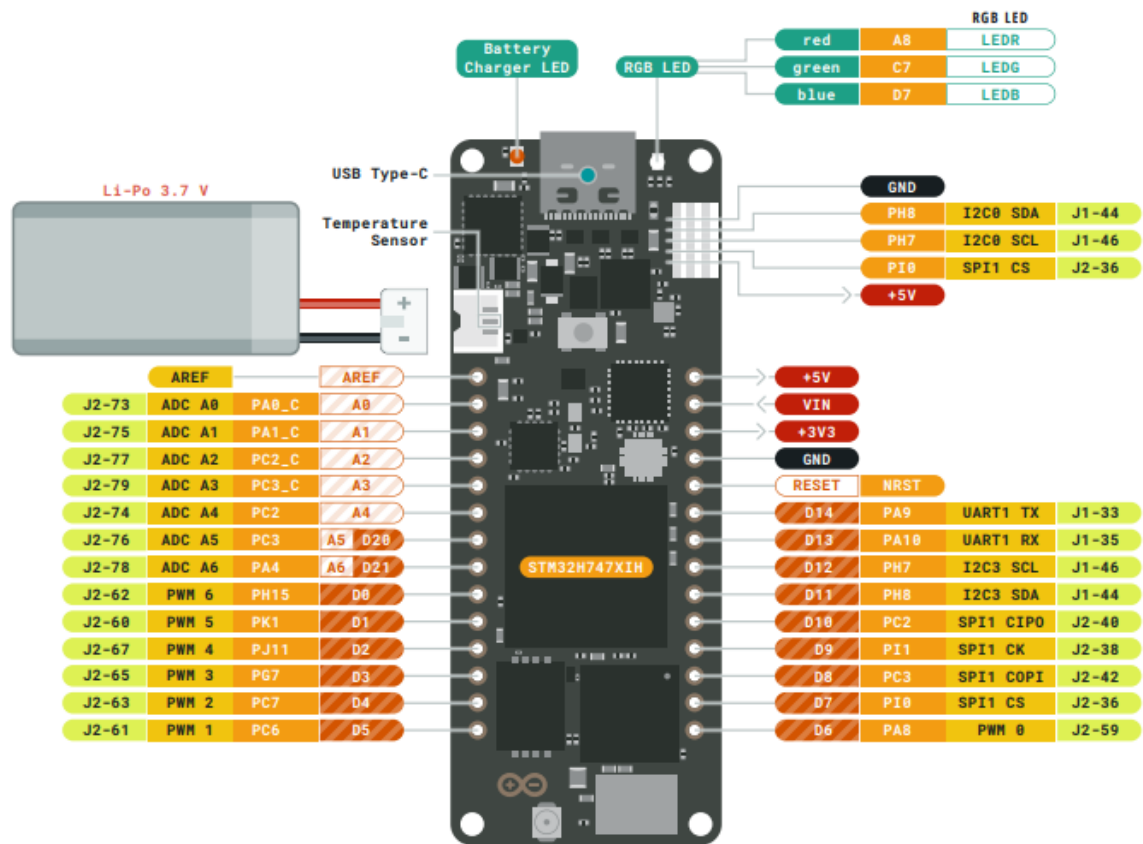 RGB LED
Battery
Charger LED
RGB LED
red A8 LEDR
green C7 LEDG
blue D7 LEDB
USB Type-C
Li-Po 3.7 V
Temperature
Sensor
+
-
GND
PH8 I2C0 SDA J1-44
PH7 I2C0 SCL J1-46
PI0 SPI1 CS J2-36
+5V
AREF AREF
J2-73 ADC A0 PA0_C A0
J2-75 ADC A1 PA1_C A1
J2-77 ADC A2 PC2_C A2
J2-79 ADC A3 PC3_C A3
J2-74 ADC A4 PC2 A4
J2-76 ADC A5 PC3 A5 D20
J2-78 ADC A6 PA4 A6 D21
J2-62 PWM 6 PH15 D0
J2-60 PWM 5 PK1 D1
J2-67 PWM 4 PJ11 D2
J2-65 PWM 3 PG7 D3
J2-63 PWM 2 PC7 D4
J2-61 PWM 1 PC6 D5
STM32H747XIH
+5V
VIN
+3V3
GND
RESET NRST
D14 PA9 UART1 TX J1-33
D13 PA10 UART1 RX J1-35
D12 PH7 I2C3 SCL J1-46
D11 PH8 I2C3 SDA J1-44
D10 PC2 SPI1 CIPO J2-40
D9 PI1 SPI1 CK J2-38
D8 PC3 SPI1 COPI J2-42
D7 PI0 SPI1 CS J2-36
D6 PA8 PWM 0 J2-59